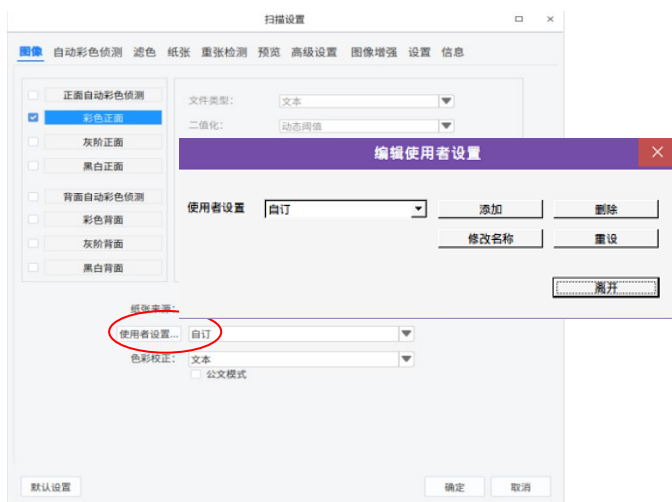 扫描设置
图像 自动彩色侦测 滤色 纸张 重张检测 预览 高级设置 图像增强 设置 信息
正面自动彩色侦测
彩色正面
灰阶正面
黑白正面
背面自动彩色侦测
彩色背面
灰阶背面
黑白背面
文件类型: 文本
二值化: 动态阈值
编辑使用者设置
使用者设置 自订 添加 删除
修改名称 重设
离开
纸张来源:
使用者设置... 自订
色彩校正: 文本
公文模式
默认设置 确定 取消